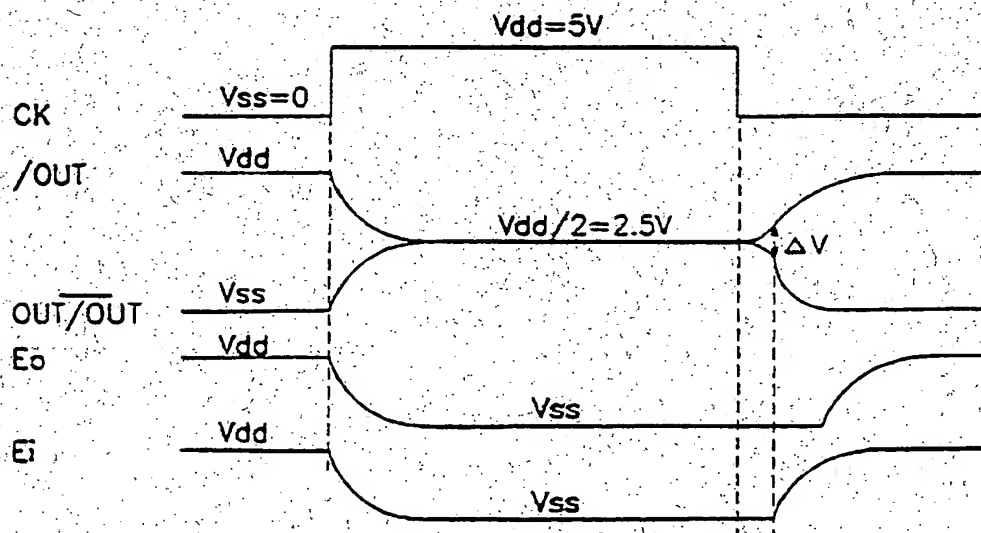 Vdd=5V
CK
Vss=0
/OUT
Vdd
Vdd/2=2.5V
ΔV
OUT/O̅U̅T̅
Vss
Eo
Vdd
Vss
Ei
Vdd
Vss